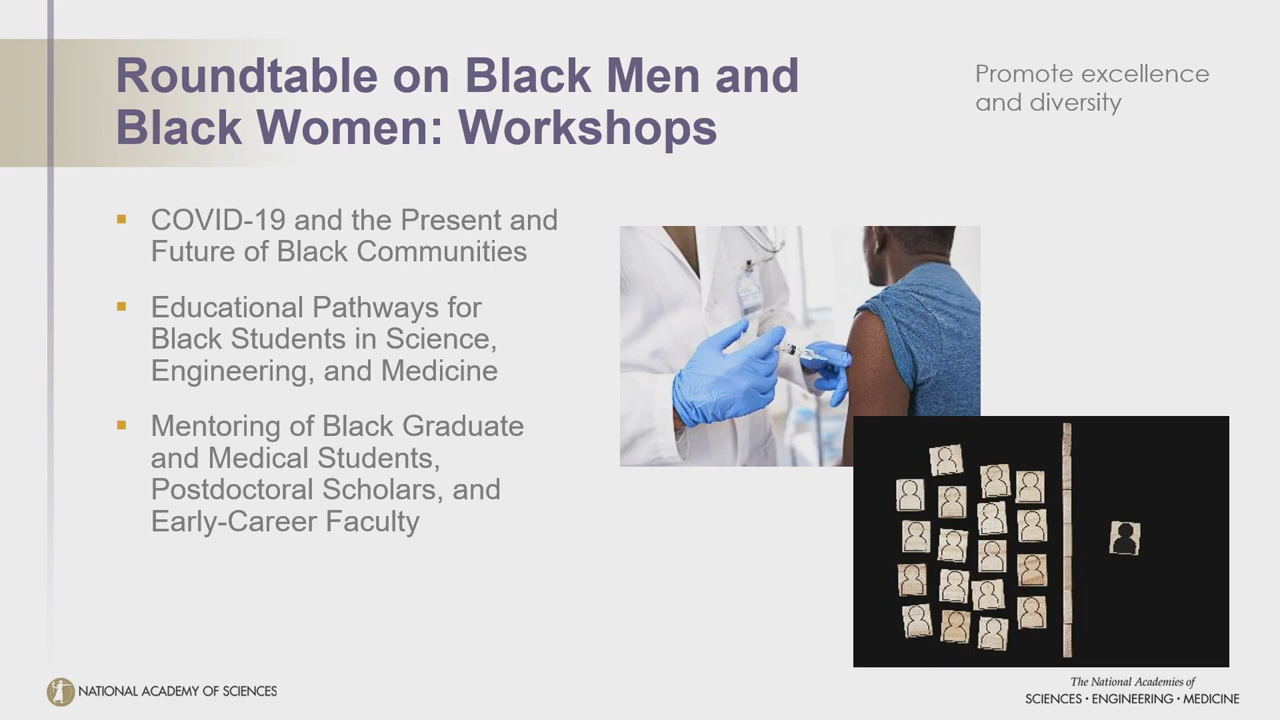 Roundtable on Black Men and
Black Women: Workshops
Promote excellence
and diversity
▪ COVID-19 and the Present and
Future of Black Communities
▪ Educational Pathways for
Black Students in Science,
Engineering, and Medicine
▪ Mentoring of Black Graduate
and Medical Students,
Postdoctoral Scholars, and
Early-Career Faculty
NATIONAL ACADEMY OF SCIENCES
The National Academies of
SCIENCES · ENGINEERING · MEDICINE